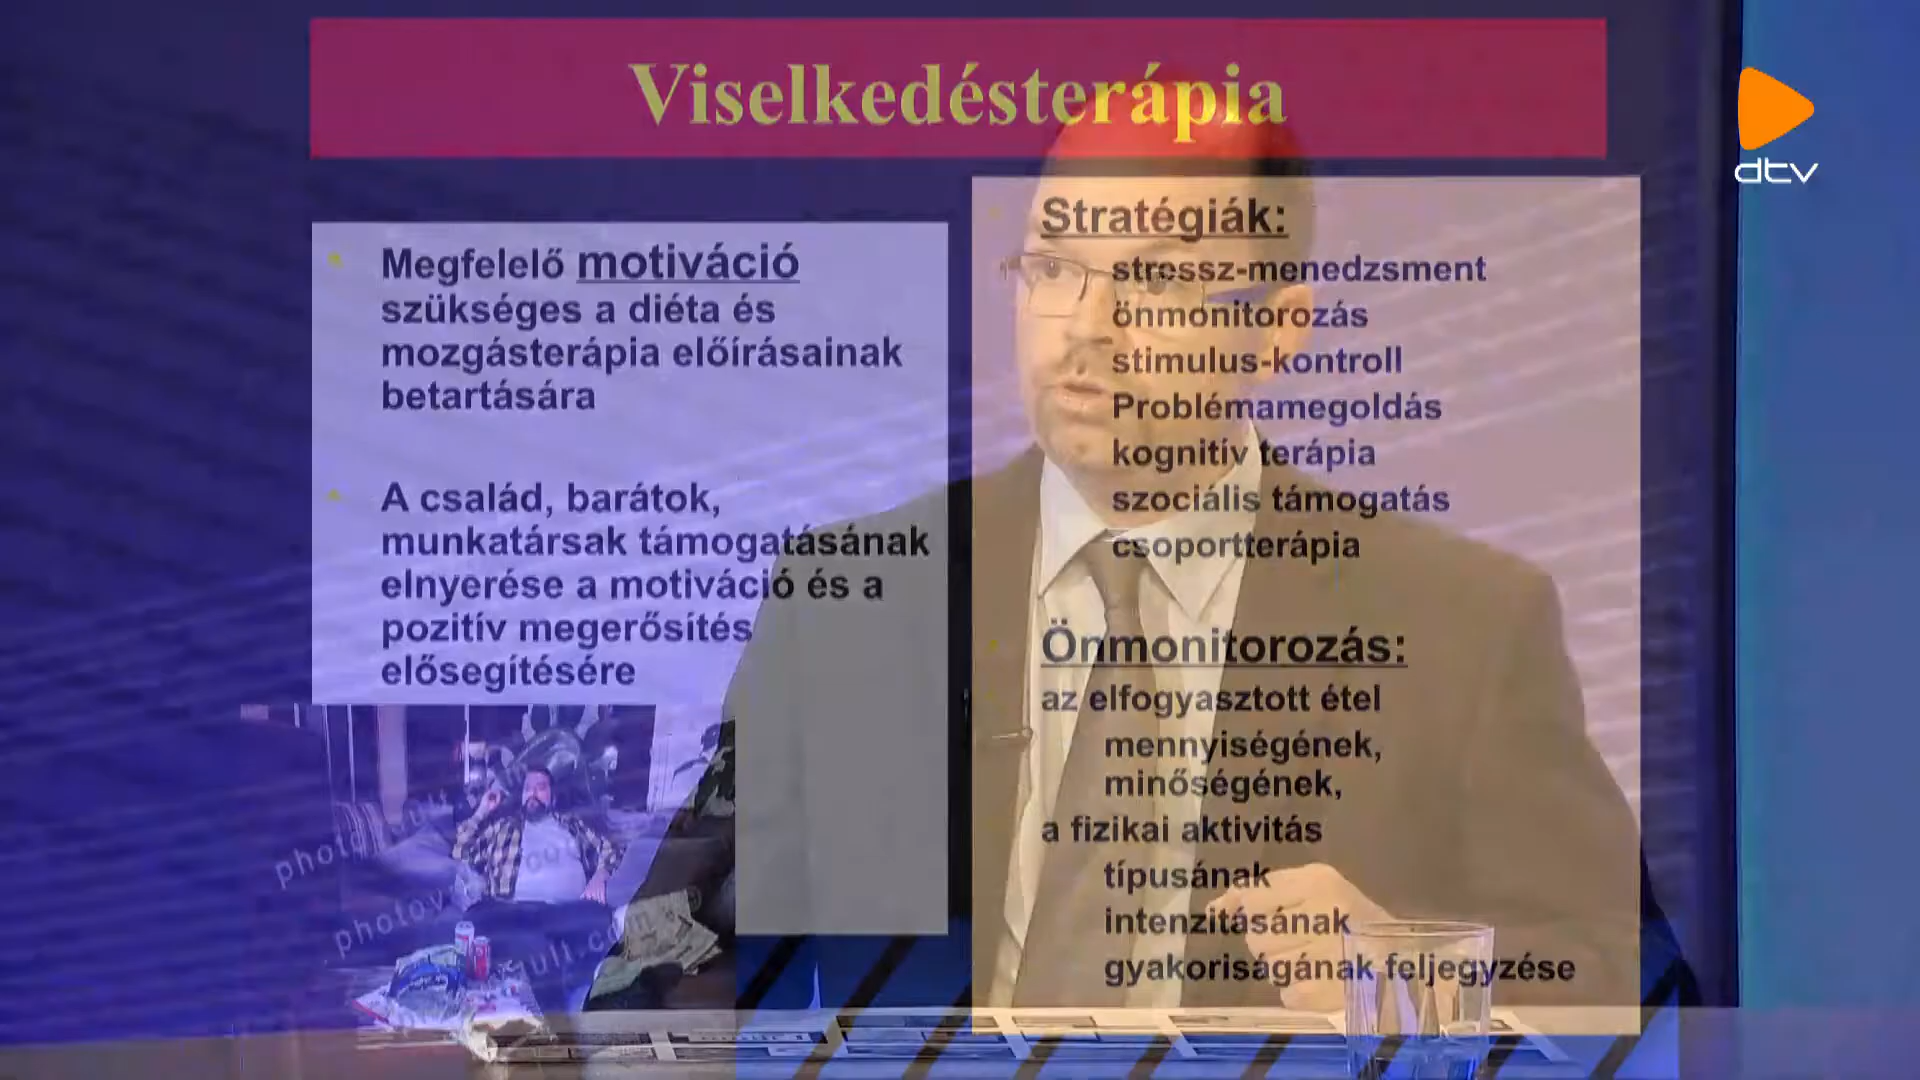 Viselkedésterápia
dtv
Megfelelő motiváció
szükséges a diéta és
mozgásterápia előírásainak
betartására
A család, barátok,
munkatársak támogatásának
elnyerése a motiváció és a
pozitív megerősítés
elősegítésére
Stratégiák:
stressz-menedzsment
önmonitorozás
stimulus-kontroll
Problémamegoldás
kognitív terápia
szociális támogatás
csoportterápia
Önmonitorozás:
az elfogyasztott étel
mennyiségének,
minőségének,
a fizikai aktivitás
típusának
intenzitásának
gyakoriságának feljegyzése